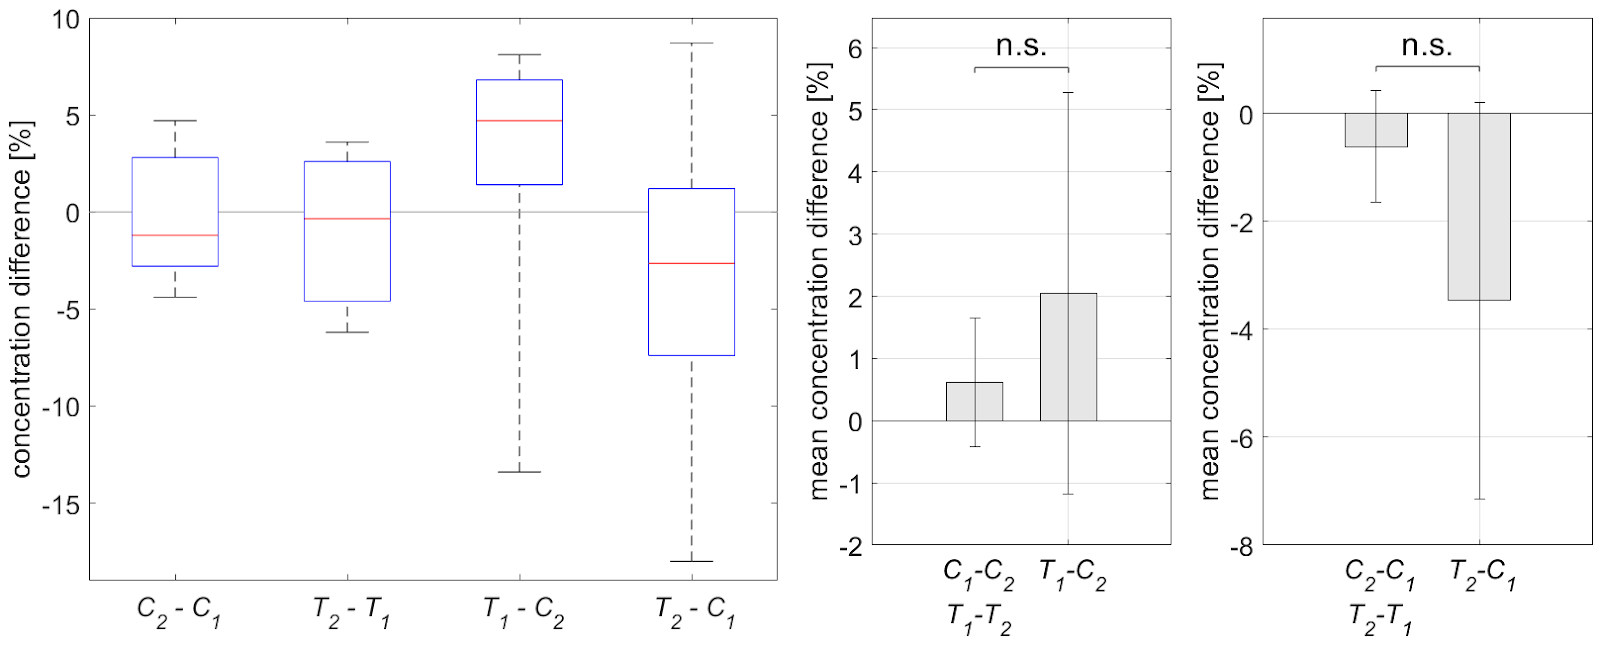 concentration difference [%]
10
5
0
-5
-10
-15
C2 - C1
T2 - T1
T1 - C2
T2 - C1
mean concentration difference [%]
6
5
4
3
2
1
0
-1
-2
n.s.
C1-C2
T1-C2
T1-T2
mean concentration difference [%]
0
-2
-4
-6
-8
n.s.
C2-C1
T2-C1
T2-T1